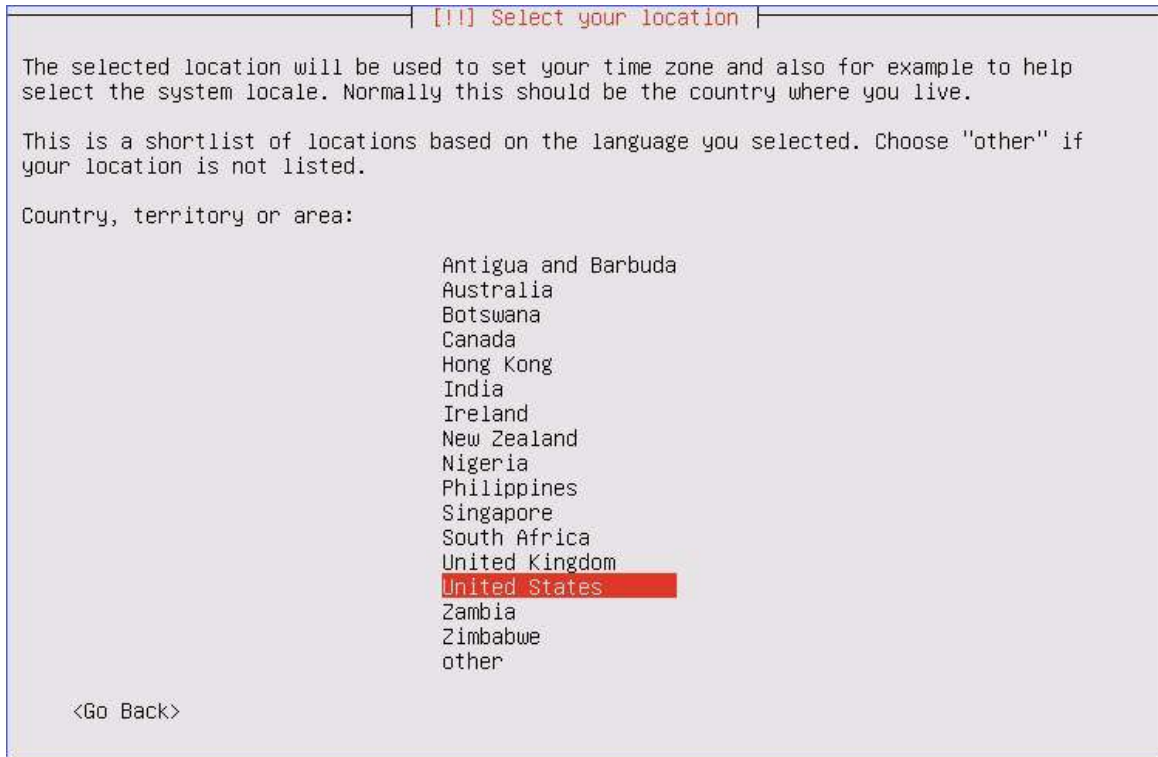 [!!] Select your location
The selected location will be used to set your time zone and also for example to help
select the system locale. Normally this should be the country where you live.
This is a shortlist of locations based on the language you selected. Choose "other" if
your location is not listed.
Country, territory or area:
Antigua and Barbuda
Australia
Botswana
Canada
Hong Kong
India
Ireland
New Zealand
Nigeria
Philippines
Singapore
South Africa
United Kingdom
United States
Zambia
Zimbabwe
other
<Go Back>